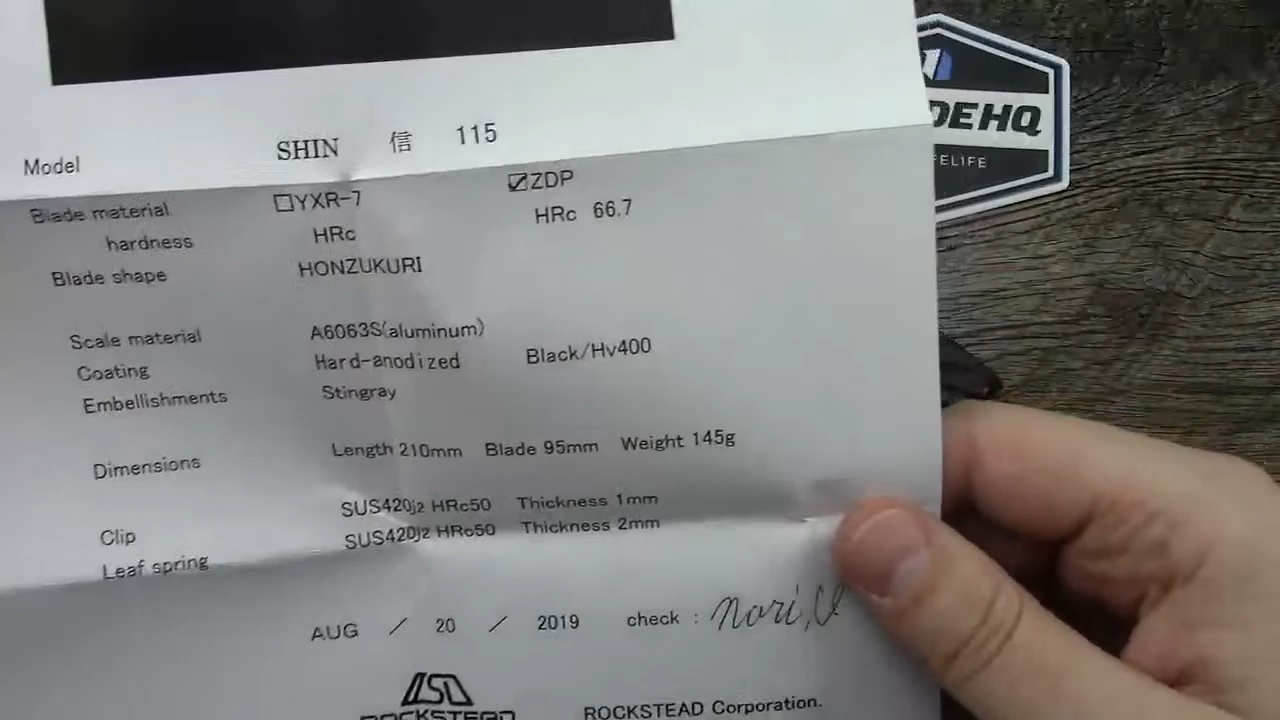 Model SHIN 信 115
Blade material ☐YXR-7 ☑ZDP
hardness HRc HRc 66.7
Blade shape HONZUKURI
Scale material A6063S(aluminum)
Coating Hard-anodized Black/Hv400
Embellishments Stingray
Dimensions Length 210mm Blade 95mm Weight 145g
Clip SUS420j2 HRc50 Thickness 1mm
Leaf spring SUS420j2 HRc50 Thickness 2mm
AUG / 20 / 2019 check : Nori,U
ROCKSTEAD ROCKSTEAD Corporation.
DEHQ
FELIFE